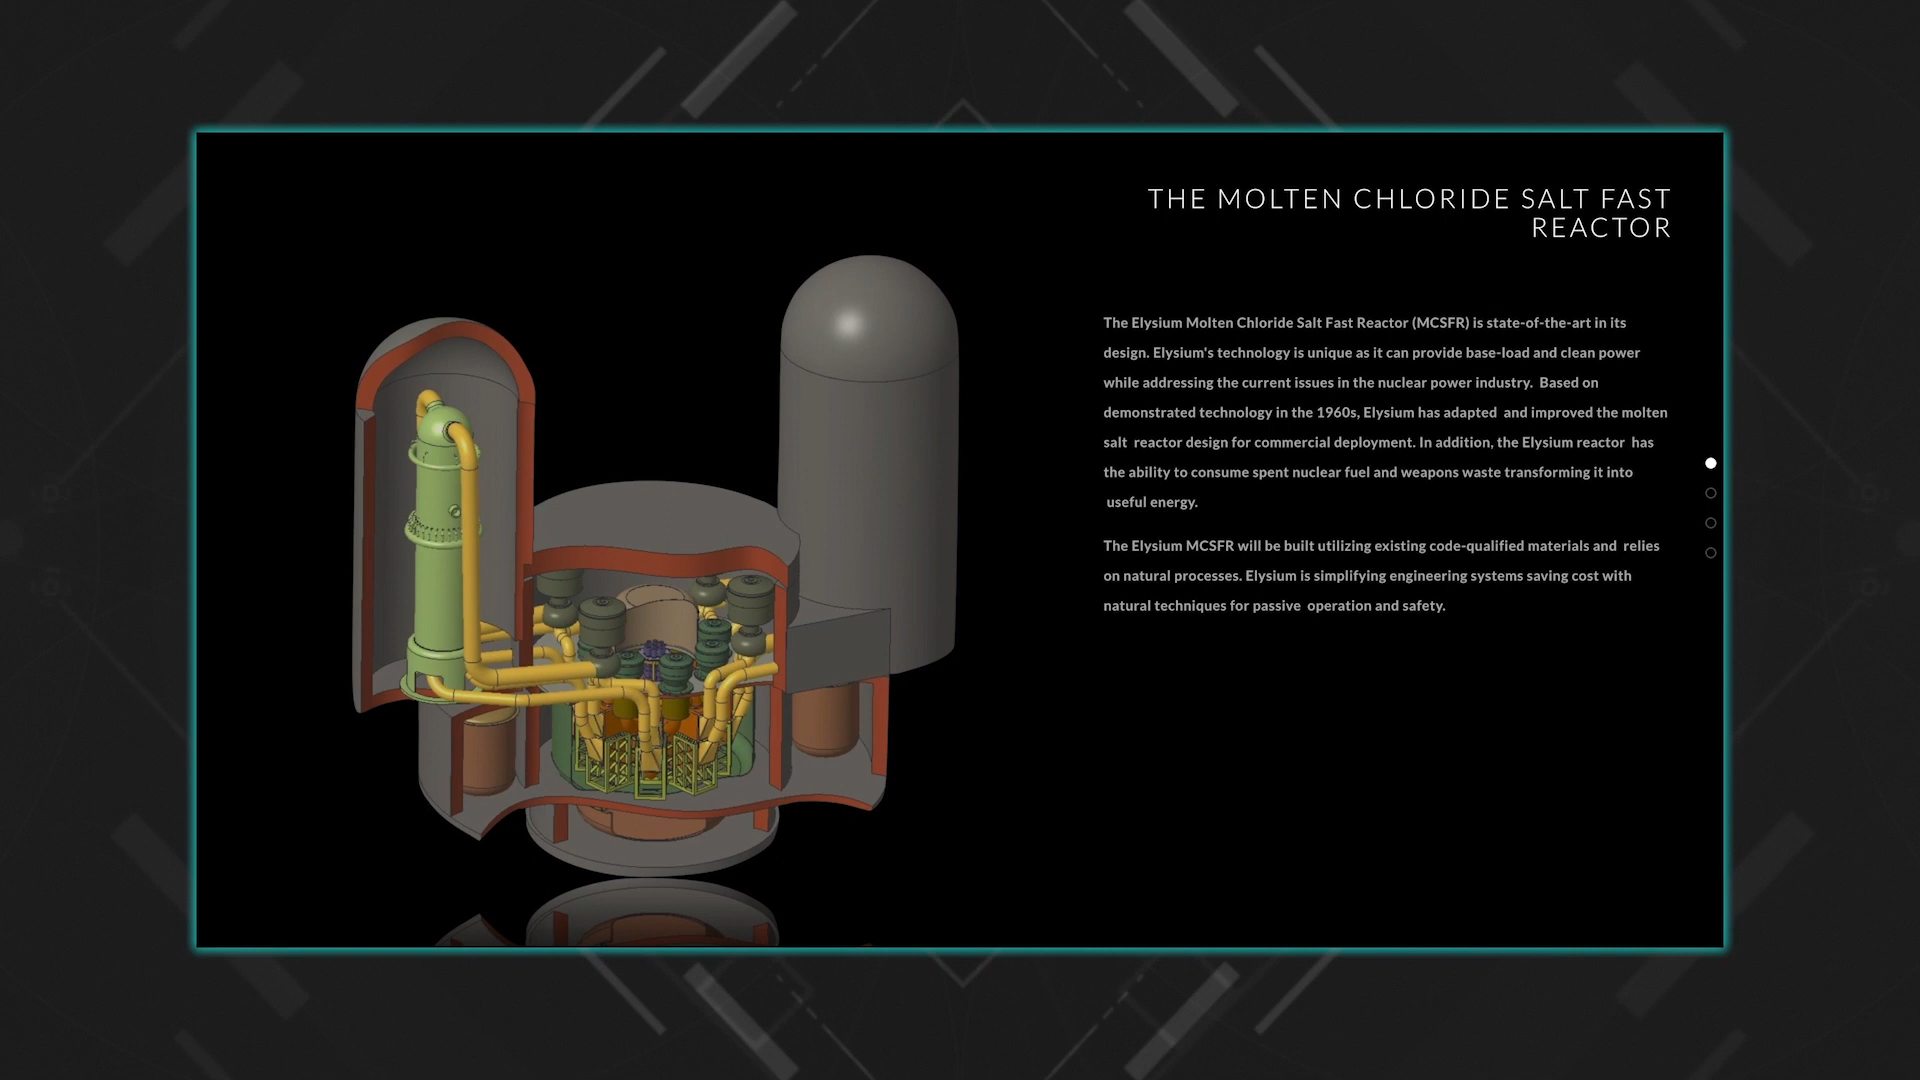 THE MOLTEN CHLORIDE SALT FAST
REACTOR
The Elysium Molten Chloride Salt Fast Reactor (MCSFR) is state-of-the-art in its
design. Elysium's technology is unique as it can provide base-load and clean power
while addressing the current issues in the nuclear power industry.  Based on
demonstrated technology in the 1960s, Elysium has adapted  and improved the molten
salt  reactor design for commercial deployment. In addition, the Elysium reactor  has
the ability to consume spent nuclear fuel and weapons waste transforming it into
useful energy.
The Elysium MCSFR will be built utilizing existing code-qualified materials and  relies
on natural processes. Elysium is simplifying engineering systems saving cost with
natural techniques for passive  operation and safety.